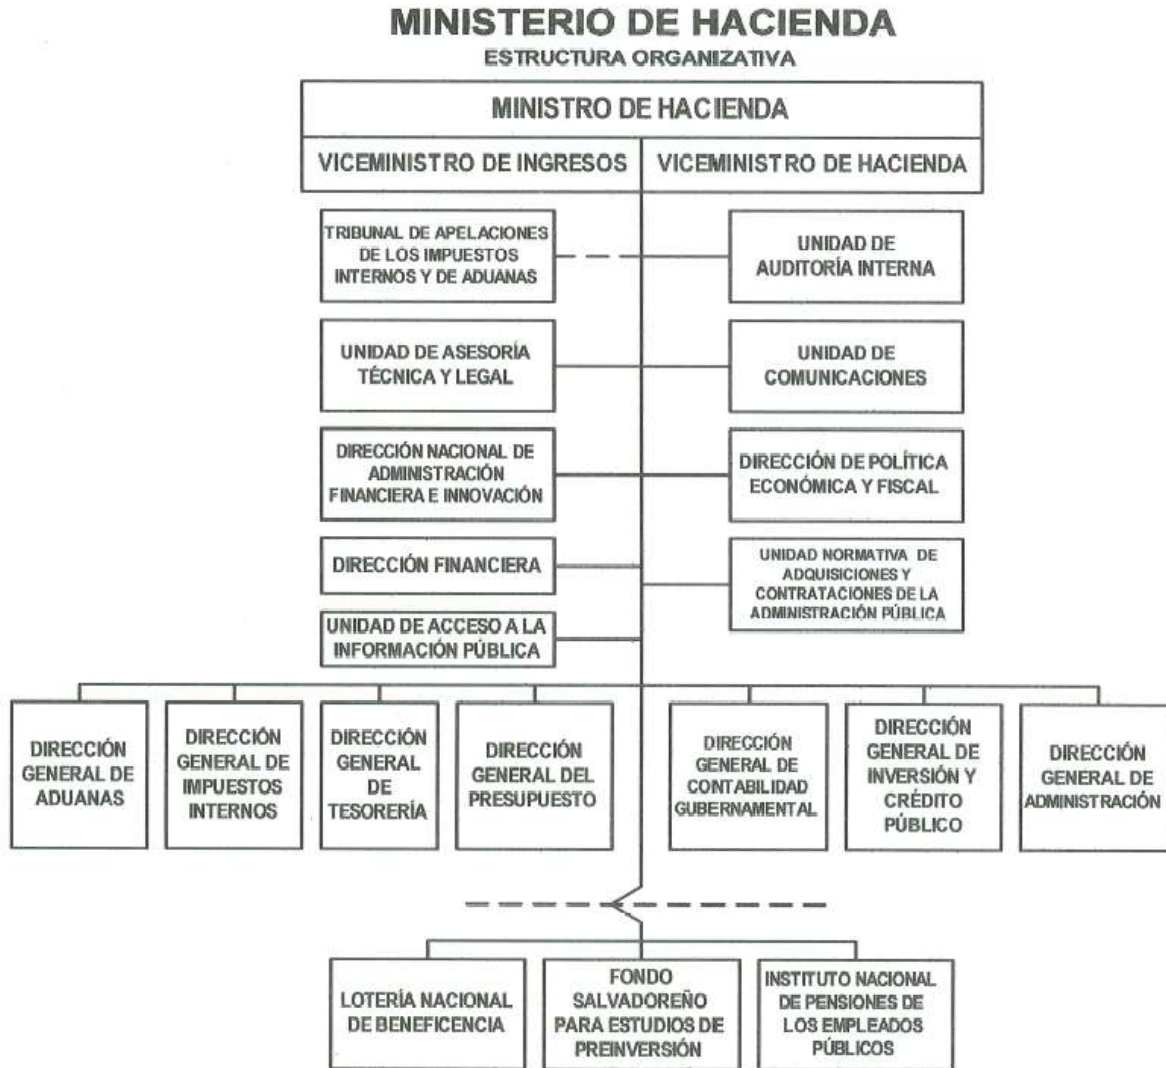 MINISTERIO DE HACIENDA
ESTRUCTURA ORGANIZATIVA
MINISTRO DE HACIENDA
VICEMINISTRO DE INGRESOS
VICEMINISTRO DE HACIENDA
TRIBUNAL DE APELACIONES
DE LOS IMPUESTOS
INTERNOS Y DE ADUANAS
UNIDAD DE
AUDITORÍA INTERNA
UNIDAD DE ASESORÍA
TÉCNICA Y LEGAL
UNIDAD DE
COMUNICACIONES
DIRECCIÓN NACIONAL DE
ADMINISTRACIÓN
FINANCIERA E INNOVACIÓN
DIRECCIÓN DE POLÍTICA
ECONÓMICA Y FISCAL
DIRECCIÓN FINANCIERA
UNIDAD NORMATIVA DE
ADQUISICIONES Y
CONTRATACIONES DE LA
ADMINISTRACIÓN PÚBLICA
UNIDAD DE ACCESO A LA
INFORMACIÓN PÚBLICA
DIRECCIÓN
GENERAL DE
ADUANAS
DIRECCIÓN
GENERAL DE
IMPUESTOS
INTERNOS
DIRECCIÓN
GENERAL
DE
TESORERÍA
DIRECCIÓN
GENERAL DEL
PRESUPUESTO
DIRECCIÓN
GENERAL DE
CONTABILIDAD
GUBERNAMENTAL
DIRECCIÓN
GENERAL DE
INVERSIÓN Y
CRÉDITO
PÚBLICO
DIRECCIÓN
GENERAL DE
ADMINISTRACIÓN
LOTERÍA NACIONAL
DE BENEFICENCIA
FONDO
SALVADOREÑO
PARA ESTUDIOS DE
PREINVERSIÓN
INSTITUTO NACIONAL
DE PENSIONES DE
LOS EMPLEADOS
PÚBLICOS